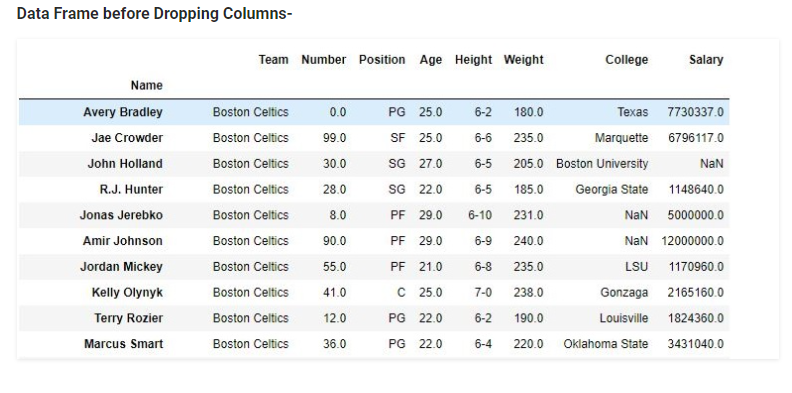 Data Frame before Dropping Columns-
Team Number Position Age Height Weight College Salary
Name
Avery Bradley Boston Celtics 0.0 PG 25.0 6-2 180.0 Texas 7730337.0
Jae Crowder Boston Celtics 99.0 SF 25.0 6-6 235.0 Marquette 6796117.0
John Holland Boston Celtics 30.0 SG 27.0 6-5 205.0 Boston University NaN
R.J. Hunter Boston Celtics 28.0 SG 22.0 6-5 185.0 Georgia State 1148640.0
Jonas Jerebko Boston Celtics 8.0 PF 29.0 6-10 231.0 NaN 5000000.0
Amir Johnson Boston Celtics 90.0 PF 29.0 6-9 240.0 NaN 12000000.0
Jordan Mickey Boston Celtics 55.0 PF 21.0 6-8 235.0 LSU 1170960.0
Kelly Olynyk Boston Celtics 41.0 C 25.0 7-0 238.0 Gonzaga 2165160.0
Terry Rozier Boston Celtics 12.0 PG 22.0 6-2 190.0 Louisville 1824360.0
Marcus Smart Boston Celtics 36.0 PG 22.0 6-4 220.0 Oklahoma State 3431040.0